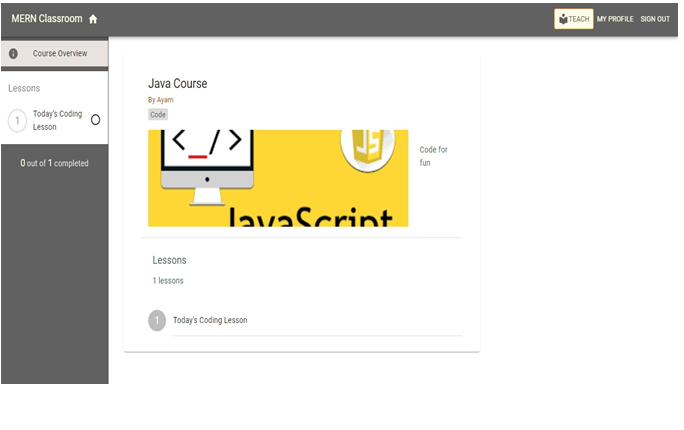 MERN Classroom
TEACH
MY PROFILE
SIGN OUT
Course Overview
Lessons
1
Today's Coding
Lesson
0 out of 1 completed
Java Course
By Ayam
Code
</>
JS
JavaScript
Code for
fun
Lessons
1 lessons
1
Today's Coding Lesson